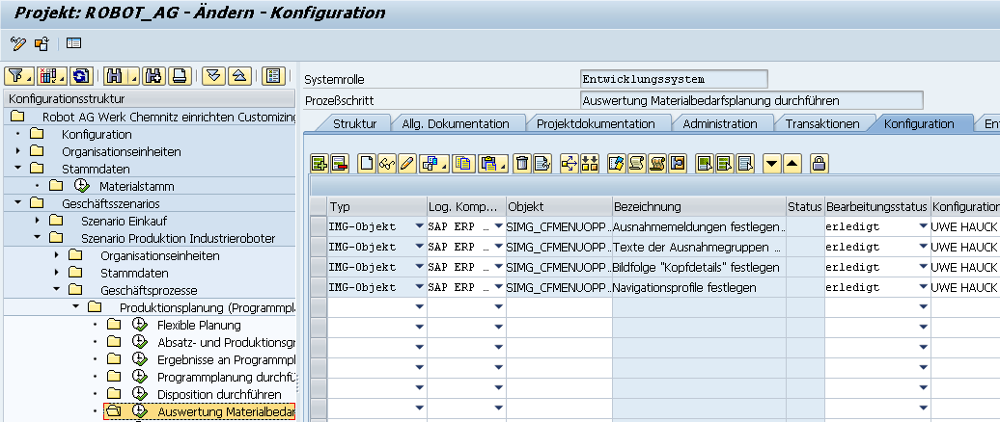 Projekt: ROBOT_AG - Ändern - Konfiguration
Systemrolle Entwicklungssystem
Prozeßschritt Auswertung Materialbedarfsplanung durchführen
Struktur Allg. Dokumentation Projektdokumentation Administration Transaktionen Konfiguration En
Konfigurationsstruktur
Robot AG Werk Chemnitz einrichten Customizing
Konfiguration
Organisationseinheiten
Stammdaten
Materialstamm
Geschäftsszenarios
Szenario Einkauf
Szenario Produktion Industrieroboter
Organisationseinheiten
Stammdaten
Geschäftsprozesse
Produktionsplanung (Programmpl
Flexible Planung
Absatz- und Produktionsgr
Ergebnisse an Programmpl
Programmplanung durchfü
Disposition durchführen
Auswertung Materialbedar
Typ Log. Komp... Objekt Bezeichnung Status Bearbeitungsstatus Konfiguration
IMG-Objekt SAP ERP ... SIMG_CFMENUOPP... Ausnahmemeldungen festlegen... erledigt UWE HAUCK
IMG-Objekt SAP ERP ... SIMG_CFMENUOPP... Texte der Ausnahmegruppen ... erledigt UWE HAUCK
IMG-Objekt SAP ERP ... SIMG_CFMENUOPP... Bildfolge "Kopfdetails" festlegen erledigt UWE HAUCK
IMG-Objekt SAP ERP ... SIMG_CFMENUOPP... Navigationsprofile festlegen erledigt UWE HAUCK